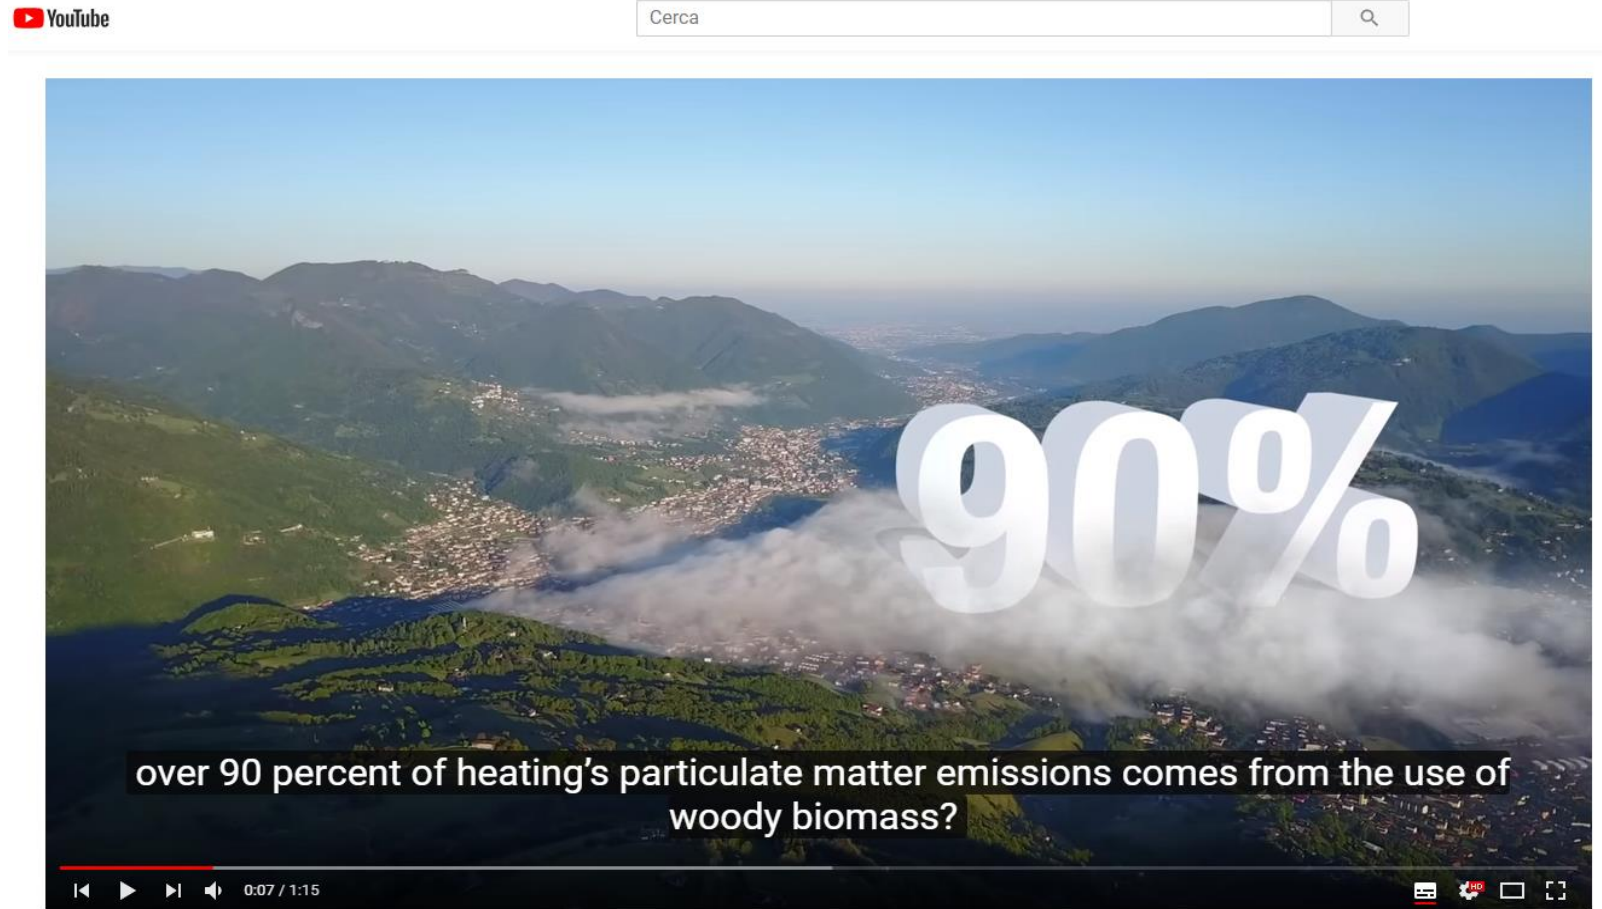 YouTube
Cerca
90%
over 90 percent of heating’s particulate matter emissions comes from the use of
woody biomass?
0:07 / 1:15
HD